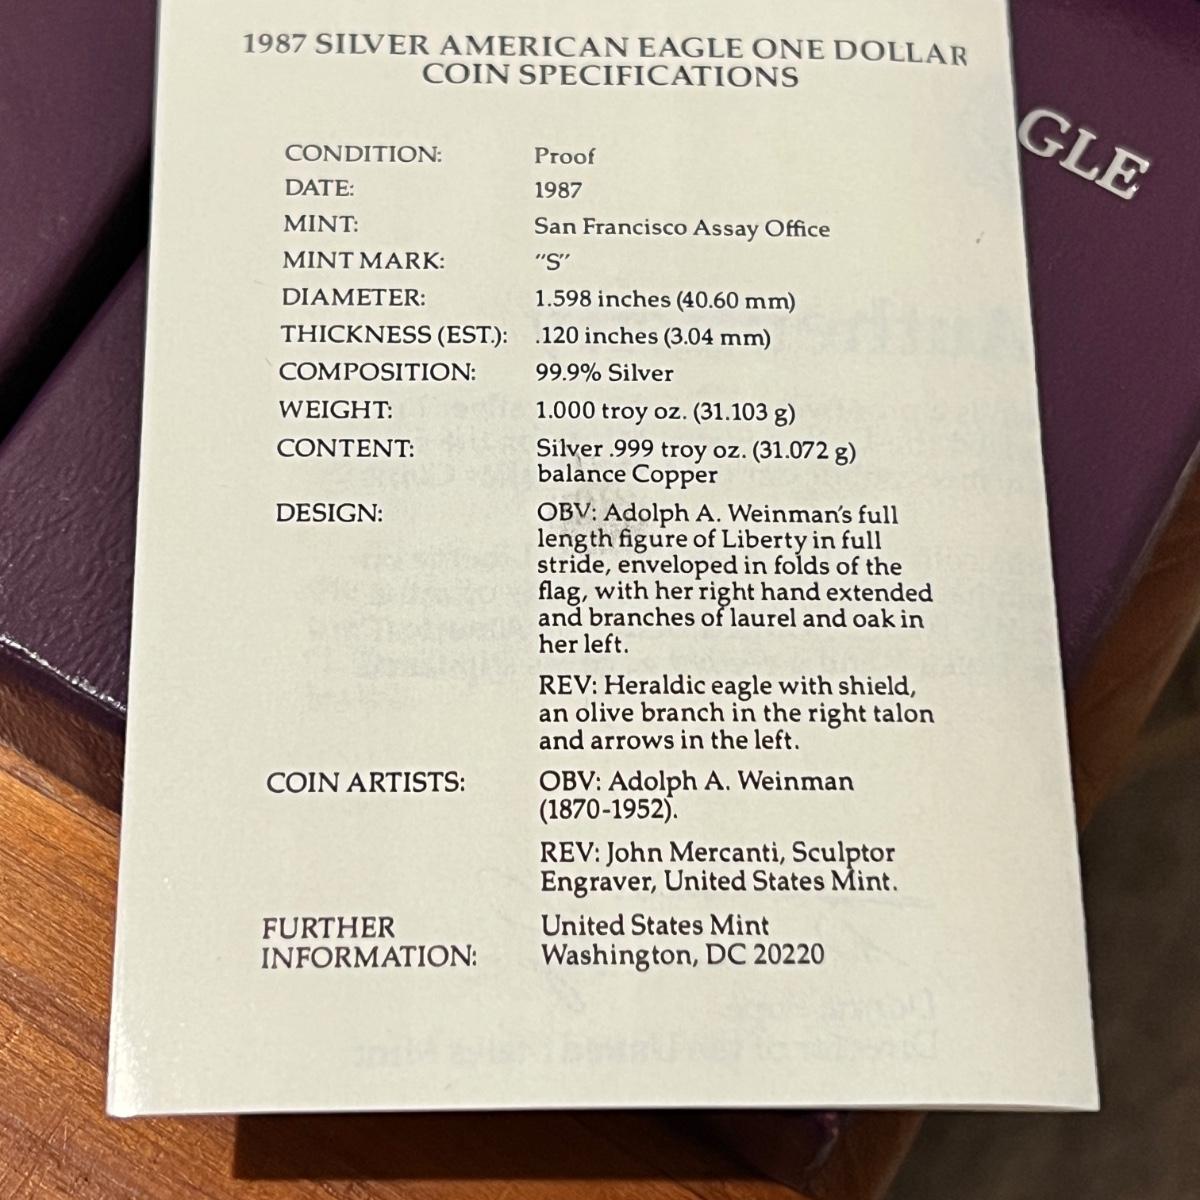 1987 SILVER AMERICAN EAGLE ONE DOLLAR
COIN SPECIFICATIONS
CONDITION: Proof
DATE: 1987
MINT: San Francisco Assay Office
MINT MARK: "S"
DIAMETER: 1.598 inches (40.60 mm)
THICKNESS (EST.): .120 inches (3.04 mm)
COMPOSITION: 99.9% Silver
WEIGHT: 1.000 troy oz. (31.103 g)
CONTENT: Silver .999 troy oz. (31.072 g)
balance Copper
DESIGN: OBV: Adolph A. Weinman's full
length figure of Liberty in full
stride, enveloped in folds of the
flag, with her right hand extended
and branches of laurel and oak in
her left.
REV: Heraldic eagle with shield,
an olive branch in the right talon
and arrows in the left.
COIN ARTISTS: OBV: Adolph A. Weinman
(1870-1952).
REV: John Mercanti, Sculptor
Engraver, United States Mint.
FURTHER United States Mint
INFORMATION: Washington, DC 20220
GLE